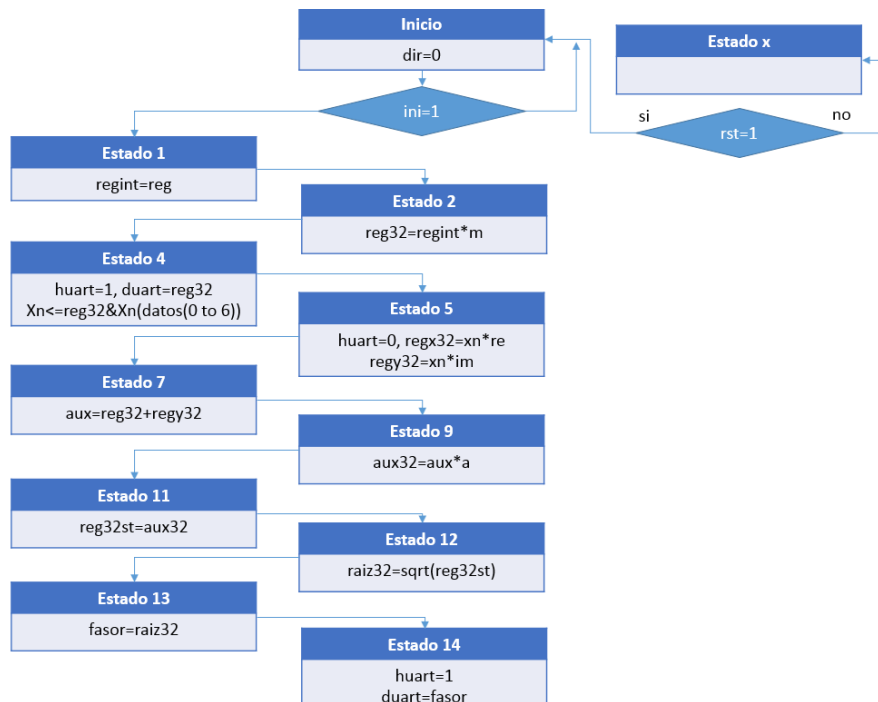 Inicio
dir=0
ini=1
Estado x
si
rst=1
no
Estado 1
regint=reg
Estado 2
reg32=regint*m
Estado 4
huart=1, duart=reg32
Xn<=reg32&Xn(datos(0 to 6))
Estado 5
huart=0, regx32=xn*re
regy32=xn*im
Estado 7
aux=reg32+regy32
Estado 9
aux32=aux*a
Estado 11
reg32st=aux32
Estado 12
raiz32=sqrt(reg32st)
Estado 13
fasor=raiz32
Estado 14
huart=1
duart=fasor